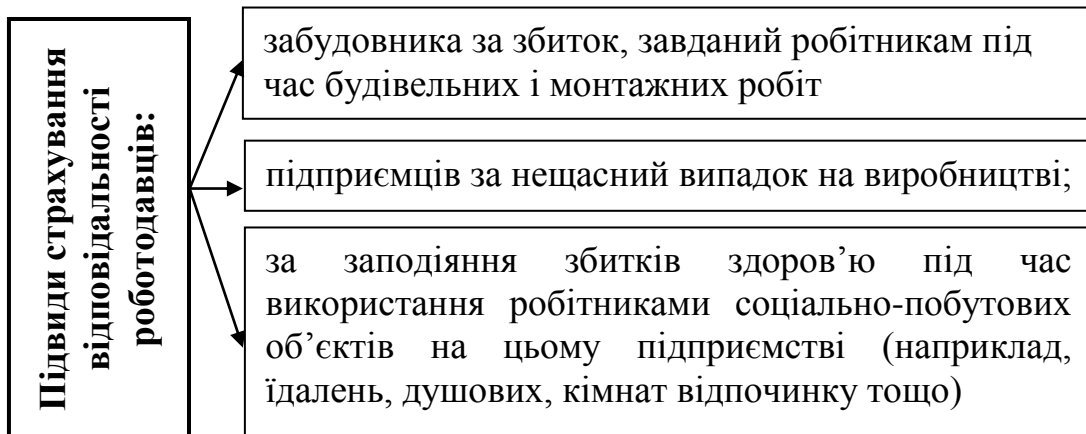 Підвиди страхування
відповідальності
роботодавців:
забудовника за збиток, завданий робітникам під
час будівельних і монтажних робіт
підприємців за нещасний випадок на виробництві;
за заподіяння збитків здоров’ю під час
використання робітниками соціально-побутових
об’єктів на цьому підприємстві (наприклад,
їдалень, душових, кімнат відпочинку тощо)